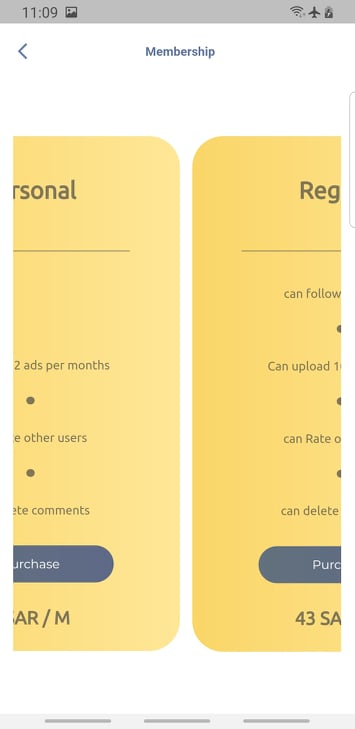 11:09
Membership
rsonal
2 ads per months
e other users
ete comments
urchase
SAR / M
Reg
can follow
Can upload 1
can Rate o
can delete
Purc
43 SA